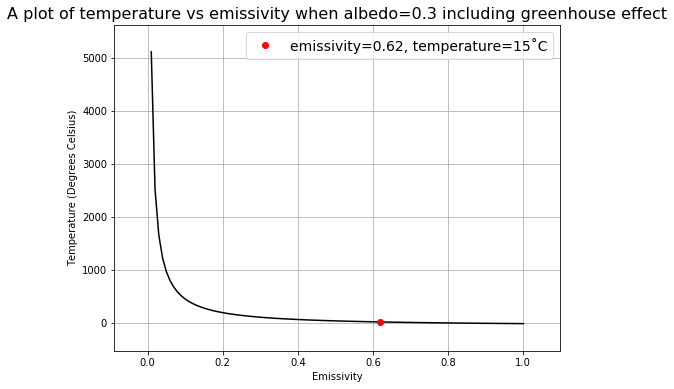 A plot of temperature vs emissivity when albedo=0.3 including greenhouse effect
emissivity=0.62, temperature=15˚C
Temperature (Degrees Celsius)
5000
4000
3000
2000
1000
0
0.0 0.2 0.4 0.6 0.8 1.0
Emissivity